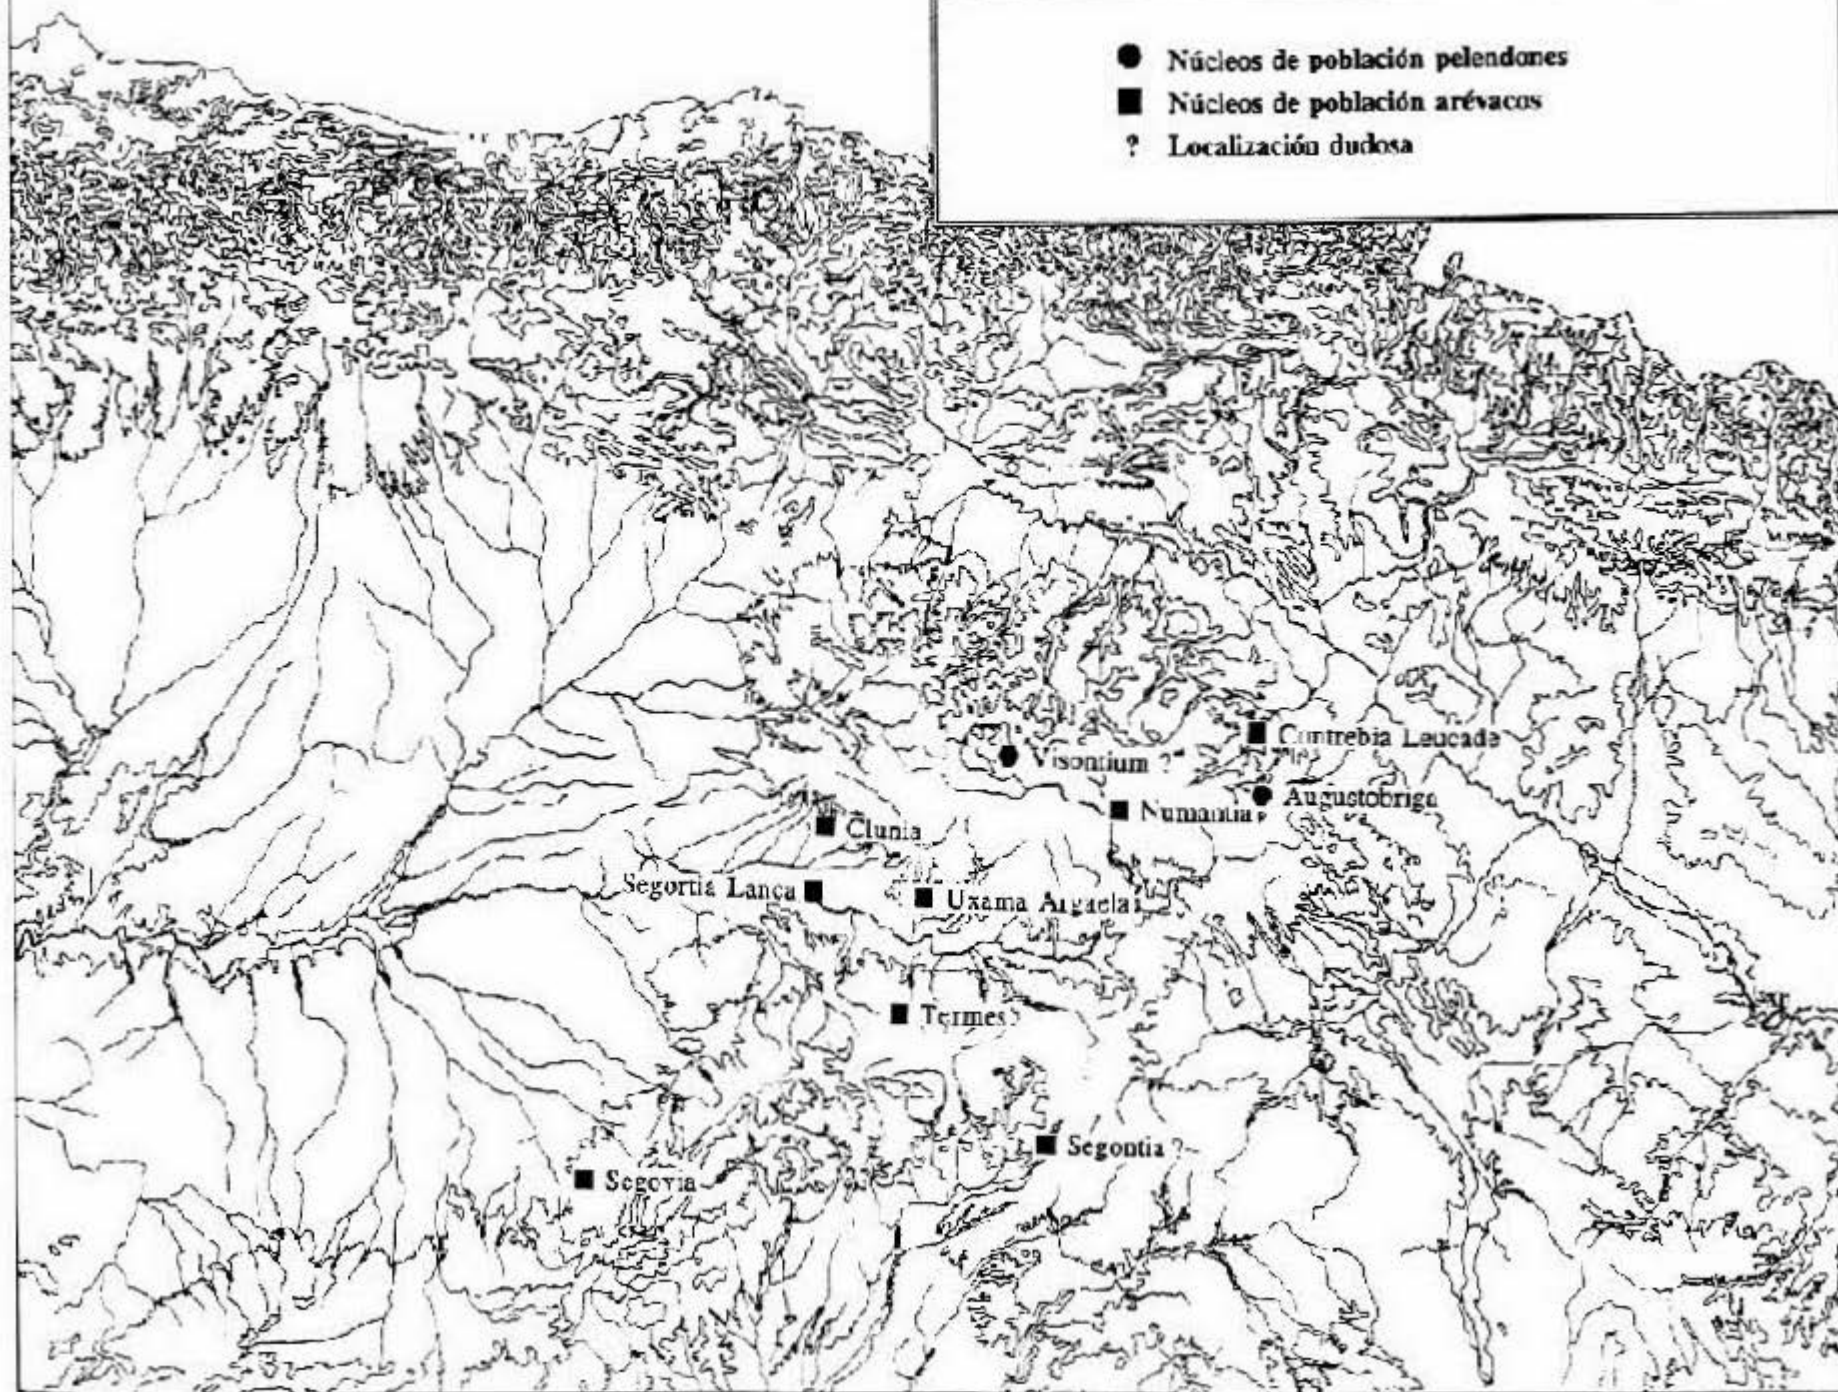 Núcleos de población pelendones
Núcleos de población arévacos
? Localización dudosa
Contrebia Leucade
Visontium ?
Augustobriga
Numantia
Clunia
Segortia Lanca
Uxama Argaela
Termes
Segontia ?
Segovia